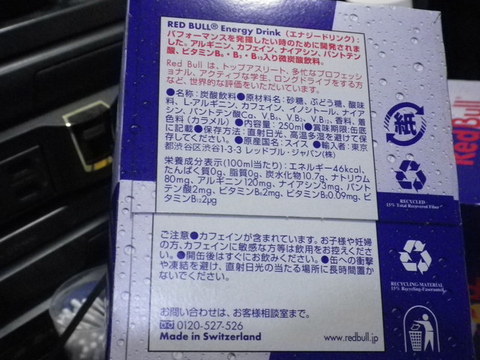 RED BULL® Energy Drink (エナジードリンク):
パフォーマンスを発揮したい時のために開発されま
した。アルギニン、カフェイン、ナイアシン、パントテン
酸、ビタミンB₆・B₂・B₁₂入り微炭酸飲料。
Red Bull は、トップアスリート、多忙なプロフェッ
ショナル、アクティブな学生、ロングドライブをする方
など、世界的な評価をいただいています。
●名称:炭酸飲料●原材料名:砂糖、ぶどう糖、酸味
料、L-アルギニン、カフェイン、イノシトール、ナイア
シン、パントテン酸Ca、V.B₆、V.B₂、V.B₁₂、香料、着
色料(カラメル) ●内容量:250ml●賞味期限:缶底
に記載●保存方法:直射日光、高温多湿を避けて保
存してください。●原産国名:スイス ●輸入者:東京
都渋谷区渋谷1-3-3 レッドブル・ジャパン(株)
栄養成分表示(100ml当たり):エネルギー46kcal、
たんぱく質0g、脂質0g、炭水化物10.7g、ナトリウム
80mg、アルギニン120mg、ナイアシン3mg、パント
テン酸2mg、ビタミンB₆2mg、ビタミンB₂0.09mg、ビ
タミンB₁₂2μg
紙
RECYCLED
RedBull
ご注意●カフェインが含まれています。お子様や妊婦
の方、カフェインに敏感な方等は飲用をお控えくださ
い。●開缶後はすぐにお飲みください。●缶への衝撃
や凍結を避け、直射日光の当たる場所に長時間置か
ないでください。
RECYCLING MATERIAL
お問い合わせは、お客様相談室まで。
0120-527-526
Made in Switzerland
www.redbull.jp